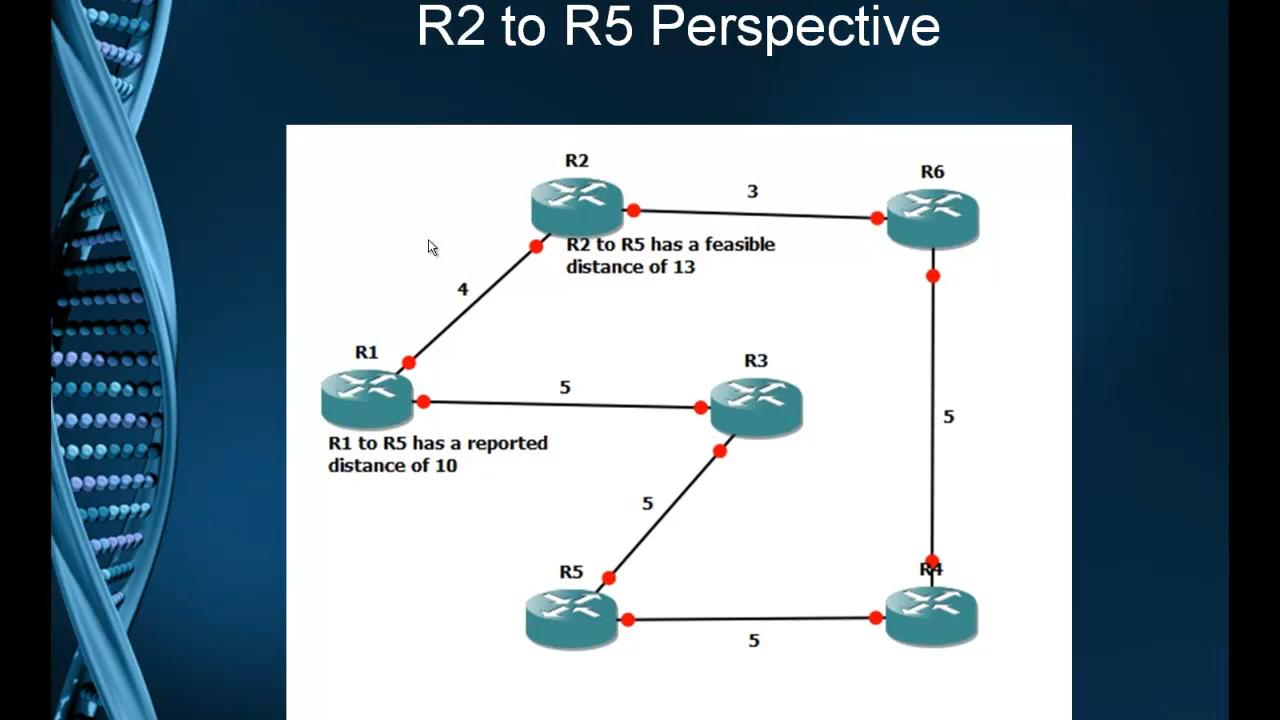 R2 to R5 Perspective
R2
R6
3
R2 to R5 has a feasible
distance of 13
4
R1
R3
5
5
R1 to R5 has a reported
distance of 10
5
R5
R4
5